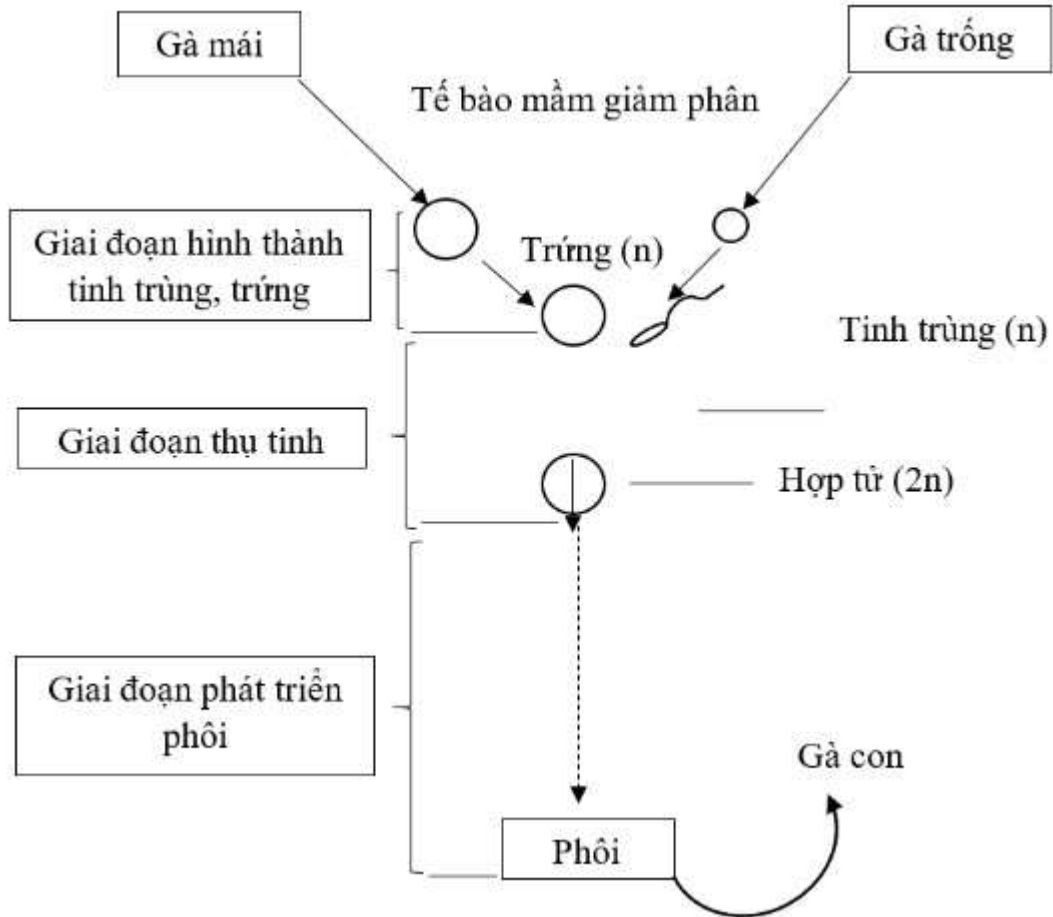 Gà mái
Gà trống
Tế bào mầm giảm phân
Giai đoạn hình thành
tinh trùng, trứng
Trứng (n)
Tinh trùng (n)
Giai đoạn thụ tinh
Hợp tử (2n)
Giai đoạn phát triển
phôi
Gà con
Phôi